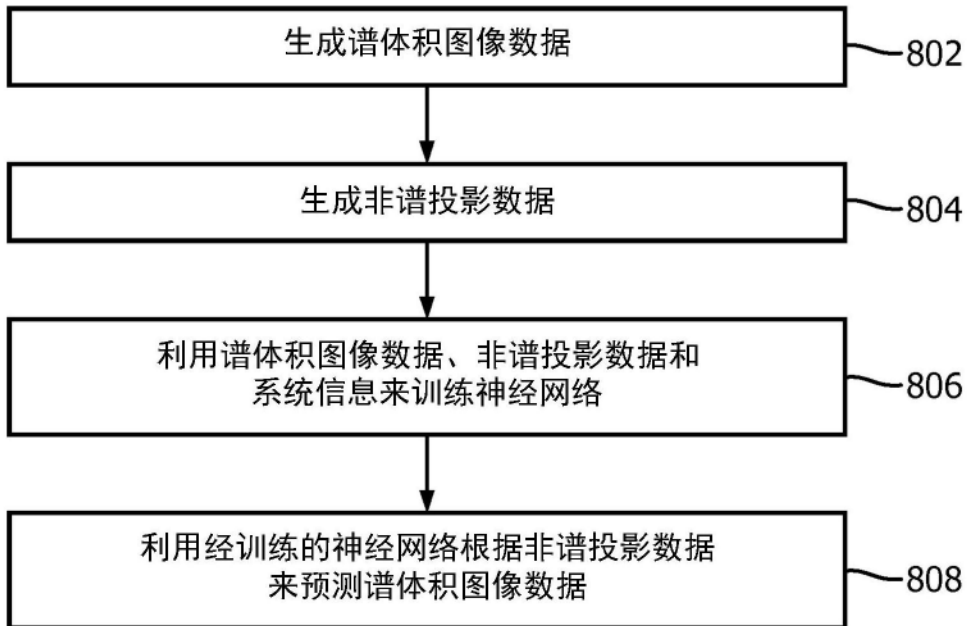 生成谱体积图像数据
802
生成非谱投影数据
804
利用谱体积图像数据、非谱投影数据和
系统信息来训练神经网络
806
利用经训练的神经网络根据非谱投影数据
来预测谱体积图像数据
808